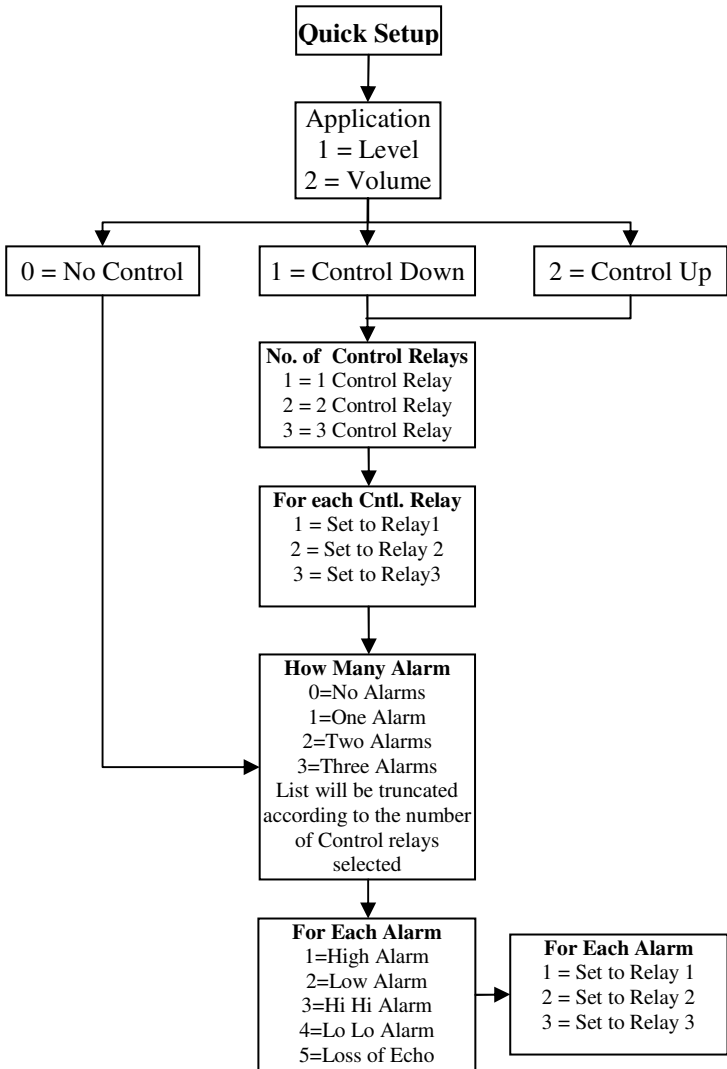 Quick Setup
Application
1 = Level
2 = Volume
0 = No Control
1 = Control Down
2 = Control Up
No. of Control Relays
1 = 1 Control Relay
2 = 2 Control Relay
3 = 3 Control Relay
For each Cntl. Relay
1 = Set to Relay1
2 = Set to Relay 2
3 = Set to Relay3
How Many Alarm
0=No Alarms
1=One Alarm
2=Two Alarms
3=Three Alarms
List will be truncated
according to the number
of Control relays
selected
For Each Alarm
1=High Alarm
2=Low Alarm
3=Hi Hi Alarm
4=Lo Lo Alarm
5=Loss of Echo
For Each Alarm
1 = Set to Relay 1
2 = Set to Relay 2
3 = Set to Relay 3